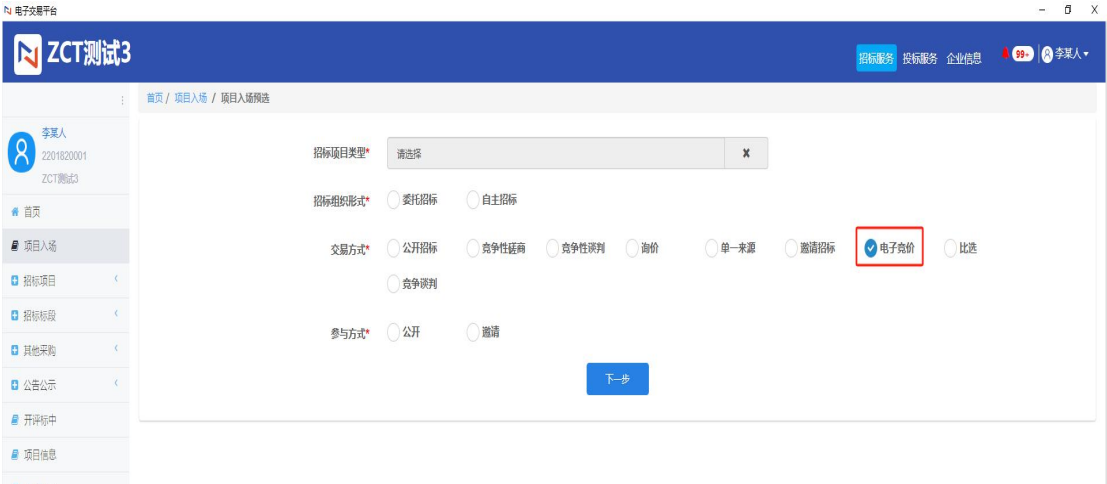 电子交易平台
ZCT测试3
招标服务 投标服务 企业信息 99+ 李某人
首页 / 项目入场 / 项目入场预选
李某人
2201820001
ZCT测试3
首页
项目入场
招标项目
招标标段
其他采购
公告公示
开评标中
项目信息
招标项目类型* 请选择
招标组织形式* 委托招标 自主招标
交易方式* 公开招标 竞争性磋商 竞争性谈判 询价 单一来源 邀请招标 电子竞价 比选
竞争谈判
参与方式* 公开 邀请
下一步